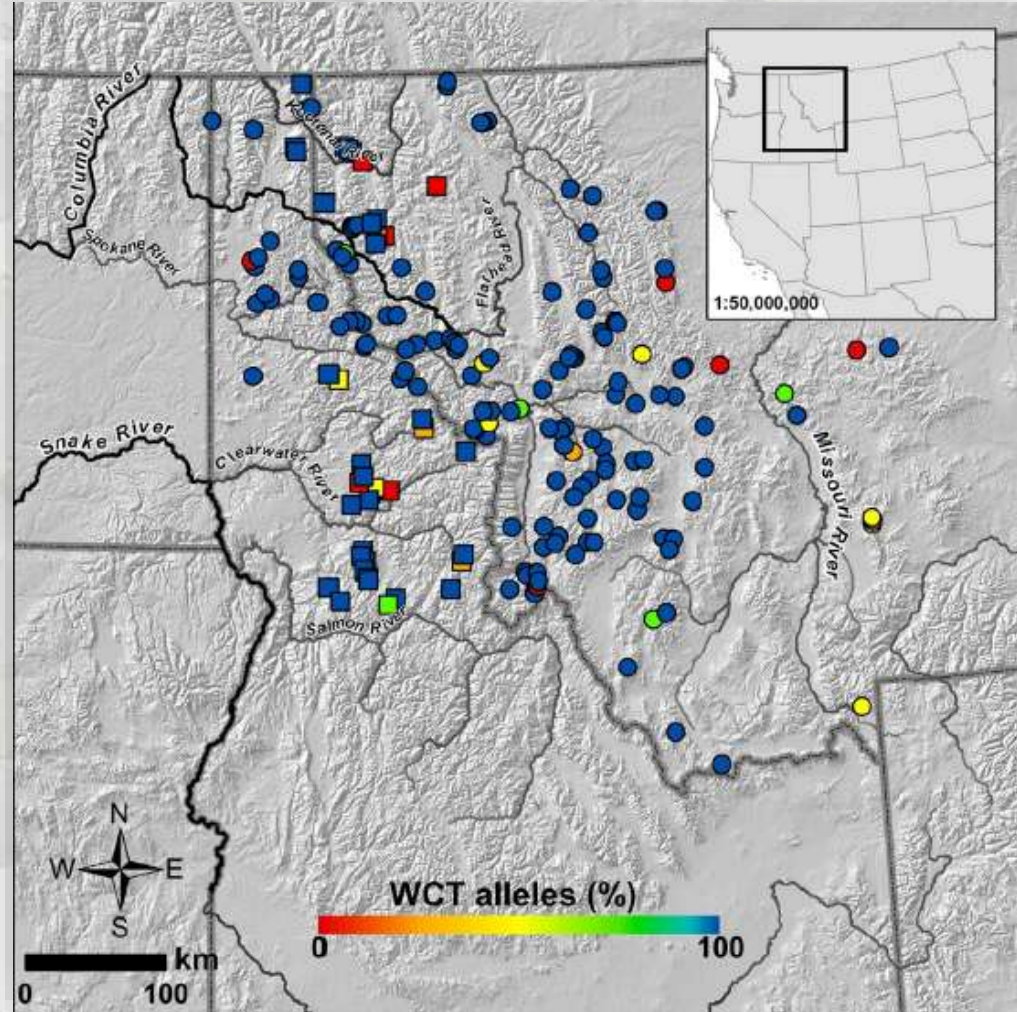 Columbia River
Kootenai River
Spokane River
Flathead River
1:50,000,000
Snake River
Clearwater River
Missouri River
Salmon River
N
W E
S
WCT alleles (%)
0 100
km
0 100